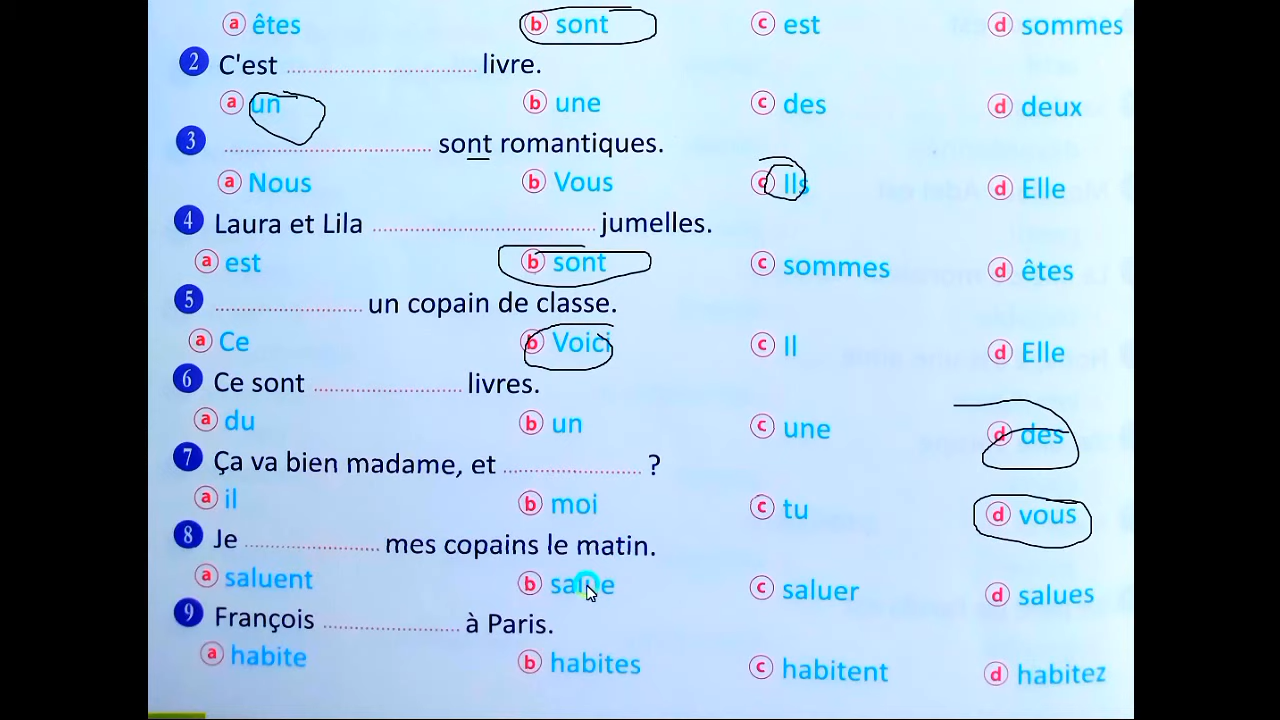 a êtes b sont c est d sommes
2 C'est .......... livre.
a un b une c des d deux
3 .......... sont romantiques.
a Nous b Vous c Ils d Elle
4 Laura et Lila .......... jumelles.
a est b sont c sommes d êtes
5 .......... un copain de classe.
a Ce b Voici c Il d Elle
6 Ce sont .......... livres.
a du b un c une d des
7 Ça va bien madame, et .......... ?
a il b moi c tu d vous
8 Je .......... mes copains le matin.
a saluent b salue c saluer d salues
9 François .......... à Paris.
a habite b habites c habitent d habitez